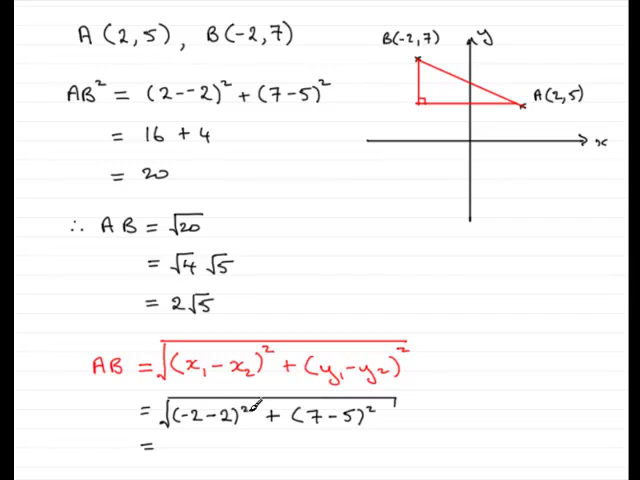 A (2, 5) , B (-2, 7)
AB² = (2--2)² + (7-5)²
= 16 + 4
= 20
∴ AB = √20
= √4 √5
= 2√5
AB = √((x₁ - x₂)² + (y₁ - y₂)²)
= √((-2-2)² + (7-5)²)
=
B(-2, 7)
y
A(2, 5)
x